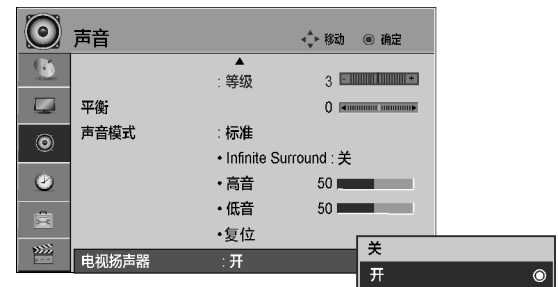 声音 移动 确定
: 等级 3 - +
平衡 0
声音模式 : 标准
• Infinite Surround : 关
• 高音 50
• 低音 50
•复位
电视扬声器 : 开
关
开